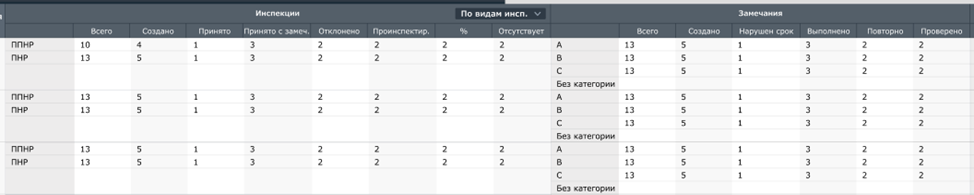 Инспекции По видам инсп. Замечания
Всего Создано Принято Принято с замеч. Отклонено Проинспектир. % Отсутствует Всего Создано Нарушен срок Выполнено Повторно Проверено
ППНР 10 4 1 3 2 2 2 2 A 13 5 1 3 2 2
ПНР 13 5 1 3 2 2 2 2 B 13 5 1 3 2 2
C 13 5 1 3 2 2
Без категории
ППНР 13 5 1 3 2 2 2 2 A 13 5 1 3 2 2
ПНР 13 5 1 3 2 2 2 2 B 13 5 1 3 2 2
C 13 5 1 3 2 2
Без категории
ППНР 13 5 1 3 2 2 2 2 A 13 5 1 3 2 2
ПНР 13 5 1 3 2 2 2 2 B 13 5 1 3 2 2
C 13 5 1 3 2 2
Без категории